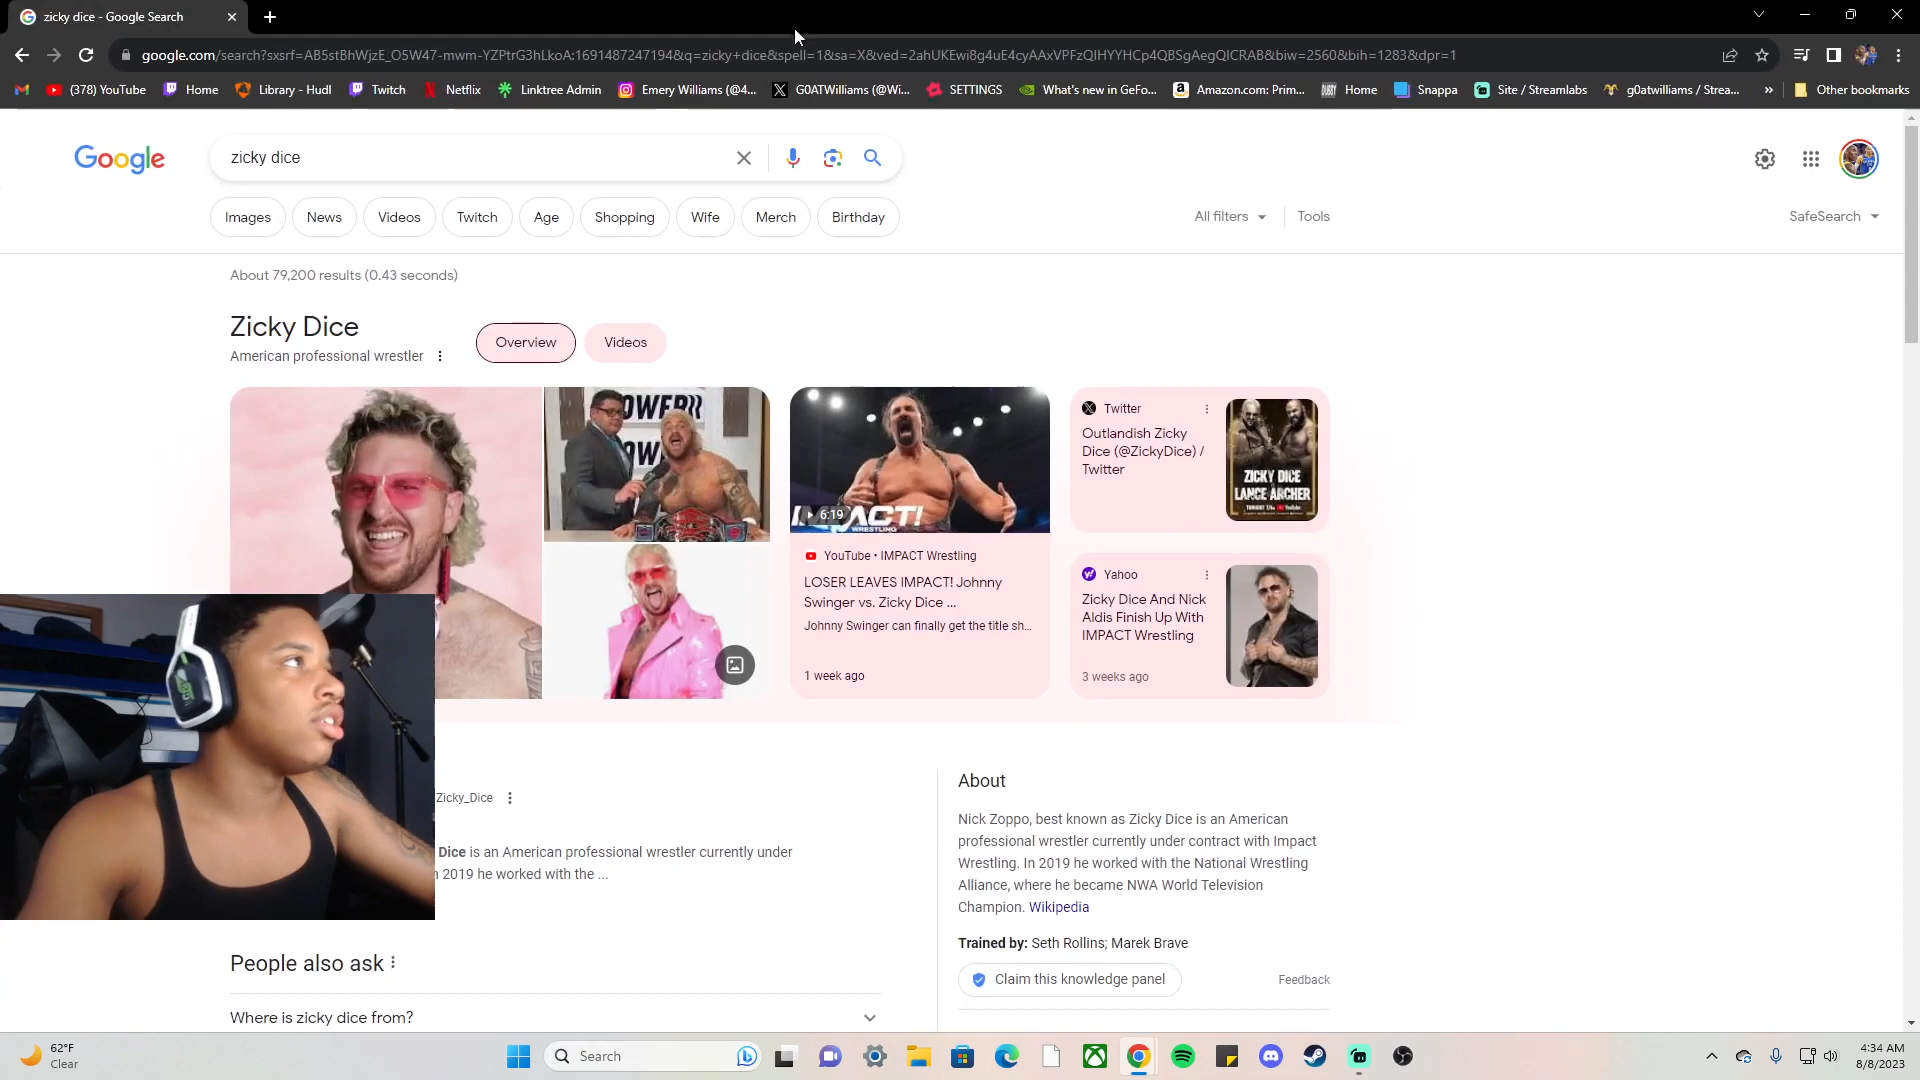 zicky dice - Google Search
google.com/search?sxsrf=AB5stBhWjzE_O5W47-mwm-YZPtrG3hLkoA:1691487247194&q=zicky+dice&spell=1&sa=X&ved=2ahUKEwi8g4uE4cyAAxVPFzQIHYYHCp4QBSgAegQICRAB&biw=2560&bih=1283&dpr=1
(378) YouTube Home Library - Hudl Twitch Netflix Linktree Admin Emery Williams (@4... G0ATWilliams (@Wi... SETTINGS What's new in GeFo... Amazon.com: Prim... Home Snappa Site / Streamlabs g0atwilliams / Strea... » Other bookmarks
Google
zicky dice
Images News Videos Twitch Age Shopping Wife Merch Birthday
All filters Tools SafeSearch
About 79,200 results (0.43 seconds)
Zicky Dice
American professional wrestler
Overview Videos
POWERRR
IMPACT!
WRESTLING
6:19
YouTube • IMPACT Wrestling
LOSER LEAVES IMPACT! Johnny
Swinger vs. Zicky Dice ...
Johnny Swinger can finally get the title sh...
1 week ago
Twitter
Outlandish Zicky
Dice (@ZickyDice) /
Twitter
ZICKY DICE
LANCE ARCHER
Yahoo
Zicky Dice And Nick
Aldis Finish Up With
IMPACT Wrestling
3 weeks ago
Zicky_Dice
Dice is an American professional wrestler currently under
2019 he worked with the ...
People also ask
Where is zicky dice from?
About
Nick Zoppo, best known as Zicky Dice is an American
professional wrestler currently under contract with Impact
Wrestling. In 2019 he worked with the National Wrestling
Alliance, where he became NWA World Television
Champion. Wikipedia
Trained by: Seth Rollins; Marek Brave
Claim this knowledge panel
Feedback
62°F
Clear
Search
4:34 AM
8/8/2023